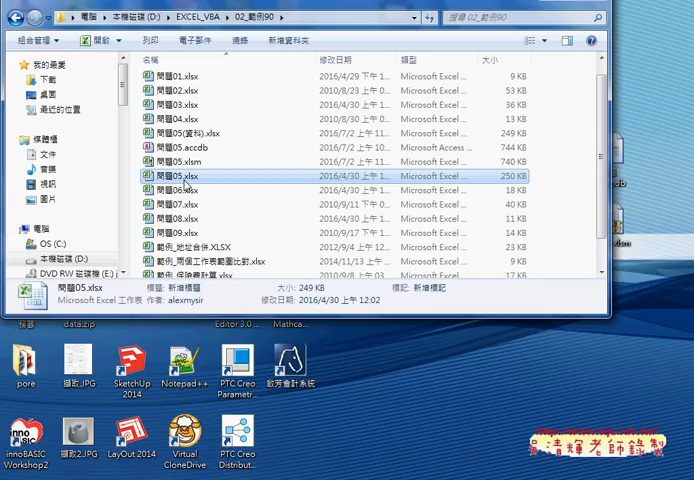 電腦 ▸ 本機磁碟 (D:) ▸ EXCEL_VBA ▸ 02_範例90
搜尋 02_範例90
組合管理 開啟 列印 電子郵件 燒錄 新增資料夾
名稱 修改日期 類型 大小
我的最愛
下載
桌面
最近的位置
媒體櫃
文件
音樂
視訊
圖片
電腦
OS (C:)
本機磁碟 (D:)
DVD RW 磁碟機 (E:)
問題01.xlsx 2016/4/29 下午 1... Microsoft Excel ... 9 KB
問題02.xlsx 2010/8/23 上午 0... Microsoft Excel ... 53 KB
問題03.xlsx 2016/4/30 上午 1... Microsoft Excel ... 36 KB
問題04.xlsx 2010/8/30 上午 0... Microsoft Excel ... 13 KB
問題05(資料).xlsx 2016/7/2 上午 11... Microsoft Excel ... 249 KB
問題05.accdb 2016/7/2 上午 11... Microsoft Access ... 744 KB
問題05.xlsm 2016/7/2 上午 11... Microsoft Excel ... 740 KB
問題05.xlsx 2016/4/30 上午 1... Microsoft Excel ... 250 KB
問題06.xlsx 2016/4/30 上午 1... Microsoft Excel ... 18 KB
問題07.xlsx 2010/9/11 下午 0... Microsoft Excel ... 40 KB
問題08.xlsx 2016/4/30 上午 1... Microsoft Excel ... 11 KB
問題09.xlsx 2016/4/30 上午 1... Microsoft Excel ... 14 KB
範例_地址合併.XLSX 2012/9/4 上午 12... Microsoft Excel ... 23 KB
範例_兩個工作表範圍比對.xlsx 2014/11/13 上午... Microsoft Excel ... 9 KB
範例_保險費計算.xlsx 2010/9/8 上午 03... Microsoft Excel ... 17 KB
問題05.xlsx 標題: 新增標題 大小: 249 KB 標記: 新增標記
Microsoft Excel 工作表 作者: alexmysir 修改日期: 2016/4/30 上午 12:02
data.zip
Editor 3.0 ...
Mathca...
pore
擷取.JPG
SketchUp 2014
Notepad++
PTC Creo Parametr...
啟芳會計系統
innoBASIC Workshop2
擷取2.JPG
LayOut 2014
Virtual CloneDrive
PTC Creo Distribut...
吳清輝老師錄製